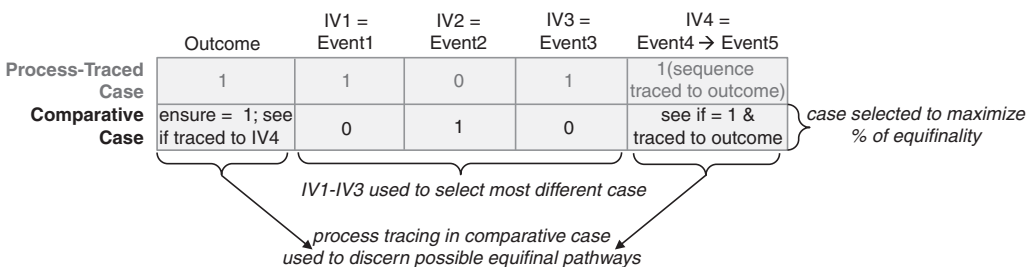 Outcome
IV1 =
Event1
IV2 =
Event2
IV3 =
Event3
IV4 =
Event4 → Event5
Process-Traced
Case
1
1
0
1
1(sequence
traced to outcome)
Comparative
Case
ensure = 1; see
if traced to IV4
0
1
0
see if = 1 &
traced to outcome
case selected to maximize
% of equifinality
IV1-IV3 used to select most different case
process tracing in comparative case
used to discern possible equifinal pathways